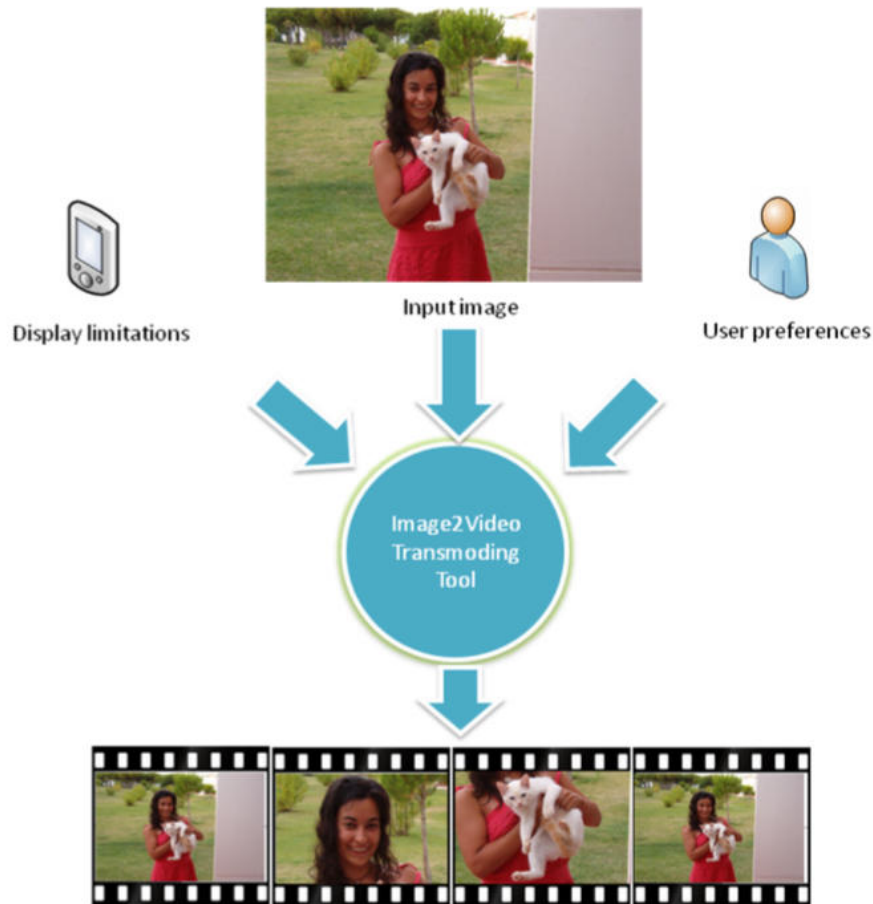 Input image
Display limitations
User preferences
Image2Video
Transmoding
Tool